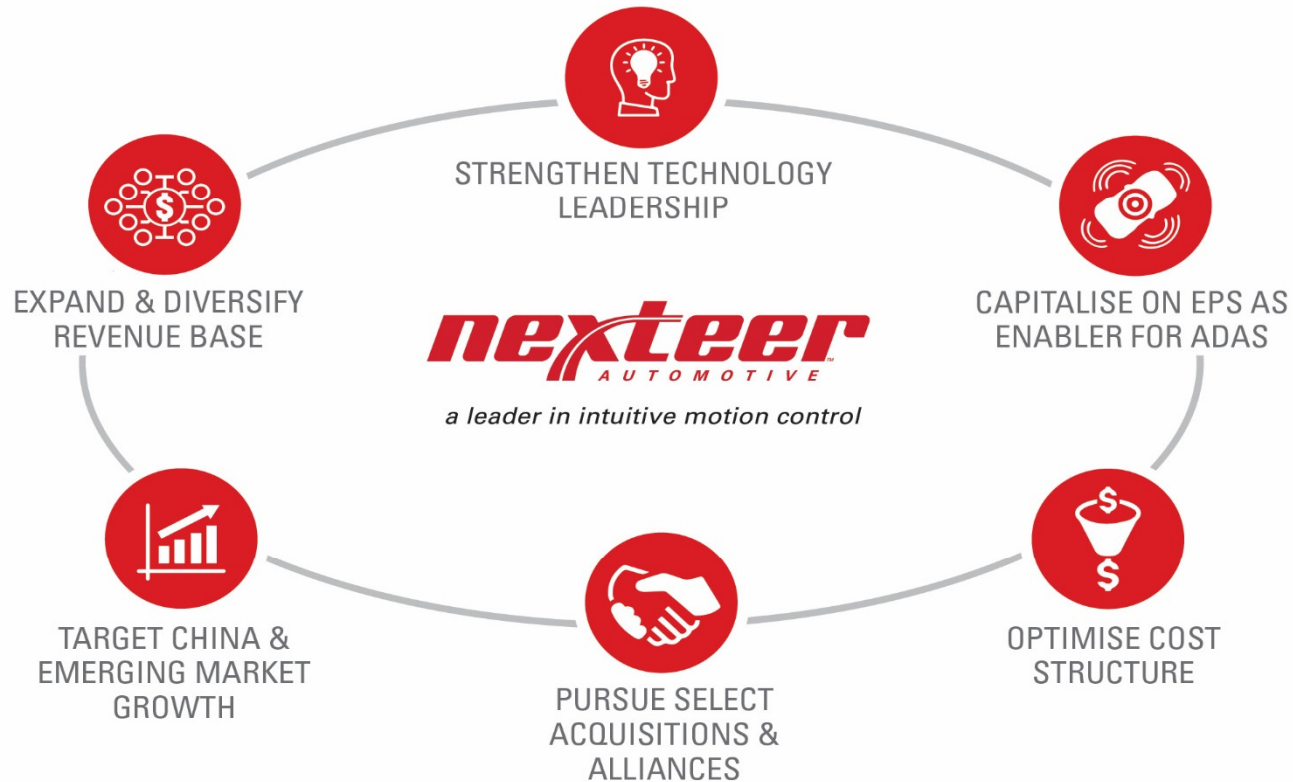 STRENGTHEN TECHNOLOGY
LEADERSHIP
EXPAND & DIVERSIFY
REVENUE BASE
CAPITALISE ON EPS AS
ENABLER FOR ADAS
nexteer™
AUTOMOTIVE
a leader in intuitive motion control
TARGET CHINA &
EMERGING MARKET
GROWTH
PURSUE SELECT
ACQUISITIONS &
ALLIANCES
OPTIMISE COST
STRUCTURE
$
$
$